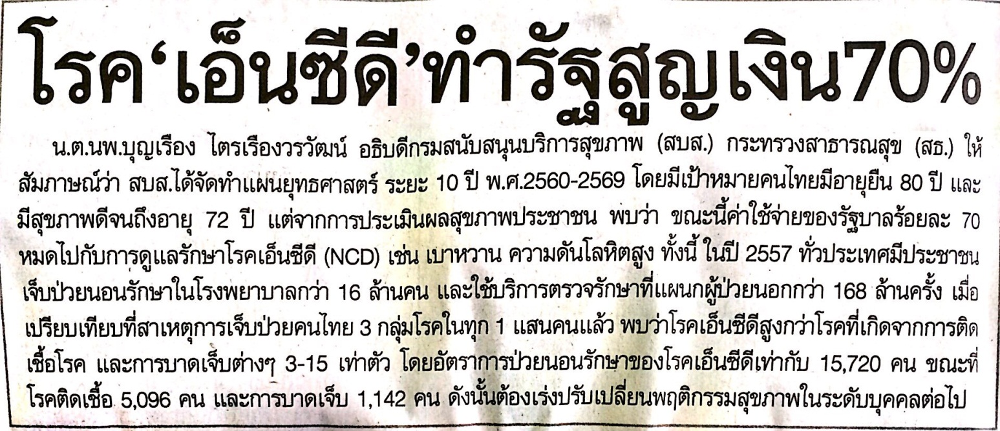 โรค‘เอ็นซีดี’ทำรัฐสูญเงิน70%
น.ต.นพ.บุญเรือง ไตรเรืองวรวัฒน์ อธิบดีกรมสนับสนุนบริการสุขภาพ (สบส.) กระทรวงสาธารณสุข (สธ.) ให้
สัมภาษณ์ว่า สบส.ได้จัดทำแผนยุทธศาสตร์ ระยะ 10 ปี พ.ศ.2560-2569 โดยมีเป้าหมายคนไทยมีอายุยืน 80 ปี และ
มีสุขภาพดีจนถึงอายุ 72 ปี แต่จากการประเมินผลสุขภาพประชาชน พบว่า ขณะนี้ค่าใช้จ่ายของรัฐบาลร้อยละ 70
หมดไปกับการดูแลรักษาโรคเอ็นซีดี (NCD) เช่น เบาหวาน ความดันโลหิตสูง ทั้งนี้ ในปี 2557 ทั่วประเทศมีประชาชน
เจ็บป่วยนอนรักษาในโรงพยาบาลกว่า 16 ล้านคน และใช้บริการตรวจรักษาที่แผนกผู้ป่วยนอกกว่า 168 ล้านครั้ง เมื่อ
เปรียบเทียบที่สาเหตุการเจ็บป่วยคนไทย 3 กลุ่มโรคในทุก 1 แสนคนแล้ว พบว่าโรคเอ็นซีดีสูงกว่าโรคที่เกิดจากการติด
เชื้อโรค และการบาดเจ็บต่างๆ 3-15 เท่าตัว โดยอัตราการป่วยนอนรักษาของโรคเอ็นซีดีเท่ากับ 15,720 คน ขณะที่
โรคติดเชื้อ 5,096 คน และการบาดเจ็บ 1,142 คน ดังนั้นต้องเร่งปรับเปลี่ยนพฤติกรรมสุขภาพในระดับบุคคลต่อไป